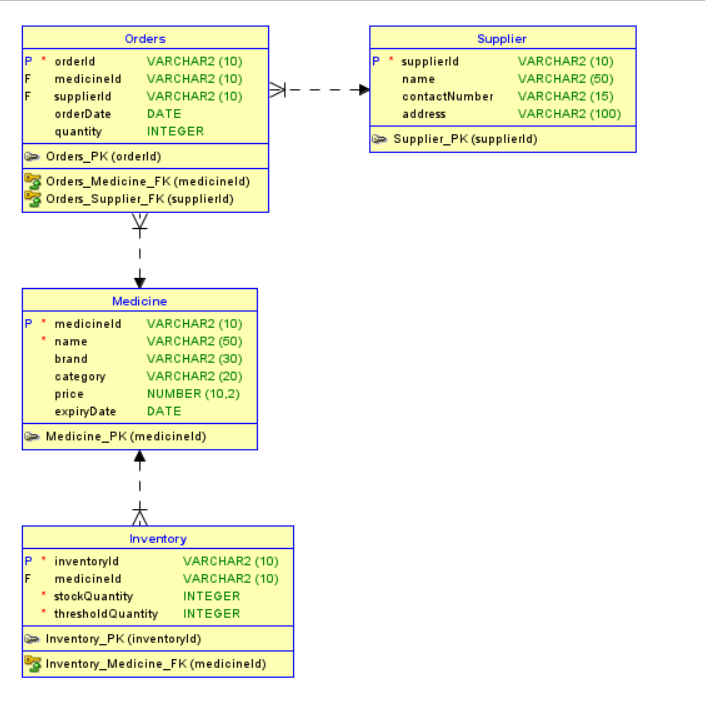 Orders
P * orderId VARCHAR2 (10)
F medicineId VARCHAR2 (10)
F supplierId VARCHAR2 (10)
orderDate DATE
quantity INTEGER
Orders_PK (orderId)
Orders_Medicine_FK (medicineId)
Orders_Supplier_FK (supplierId)
Supplier
P * supplierId VARCHAR2 (10)
name VARCHAR2 (50)
contactNumber VARCHAR2 (15)
address VARCHAR2 (100)
Supplier_PK (supplierId)
Medicine
P * medicineId VARCHAR2 (10)
* name VARCHAR2 (50)
brand VARCHAR2 (30)
category VARCHAR2 (20)
price NUMBER (10,2)
expiryDate DATE
Medicine_PK (medicineId)
Inventory
P * inventoryId VARCHAR2 (10)
F medicineId VARCHAR2 (10)
* stockQuantity INTEGER
* thresholdQuantity INTEGER
Inventory_PK (inventoryId)
Inventory_Medicine_FK (medicineId)